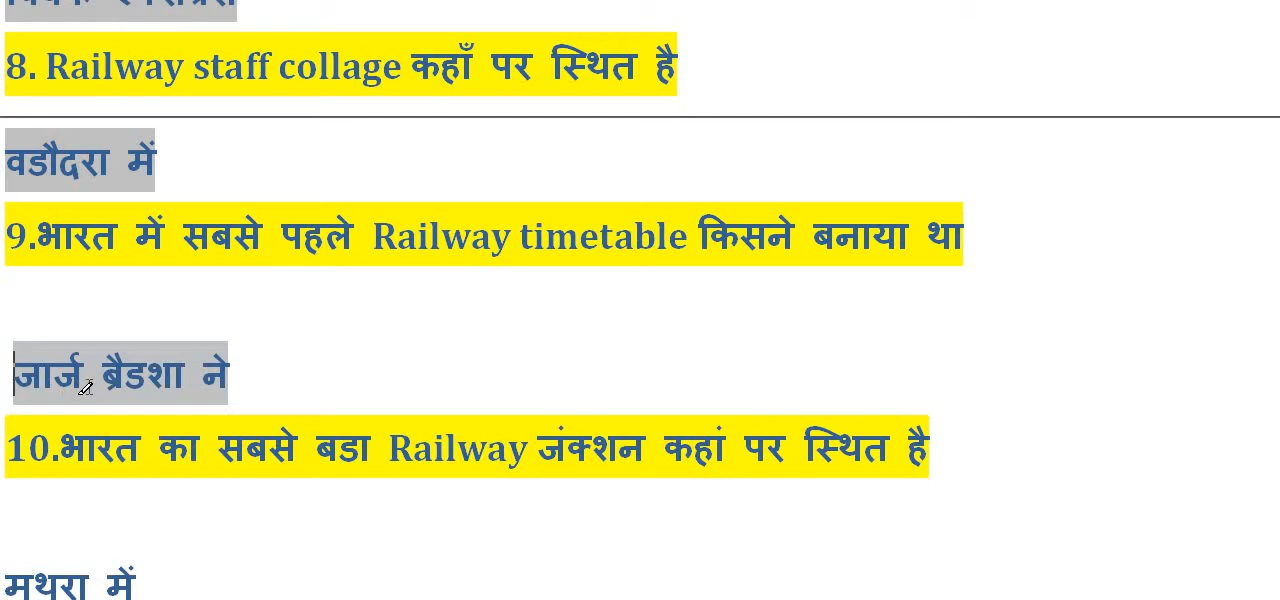 8. Railway staff collage कहाँ पर स्थित है
वडौदरा में
9.भारत में सबसे पहले Railway timetable किसने बनाया था
जार्ज ब्रैडशा ने
10.भारत का सबसे बडा Railway जंक्शन कहां पर स्थित है
मथुरा में